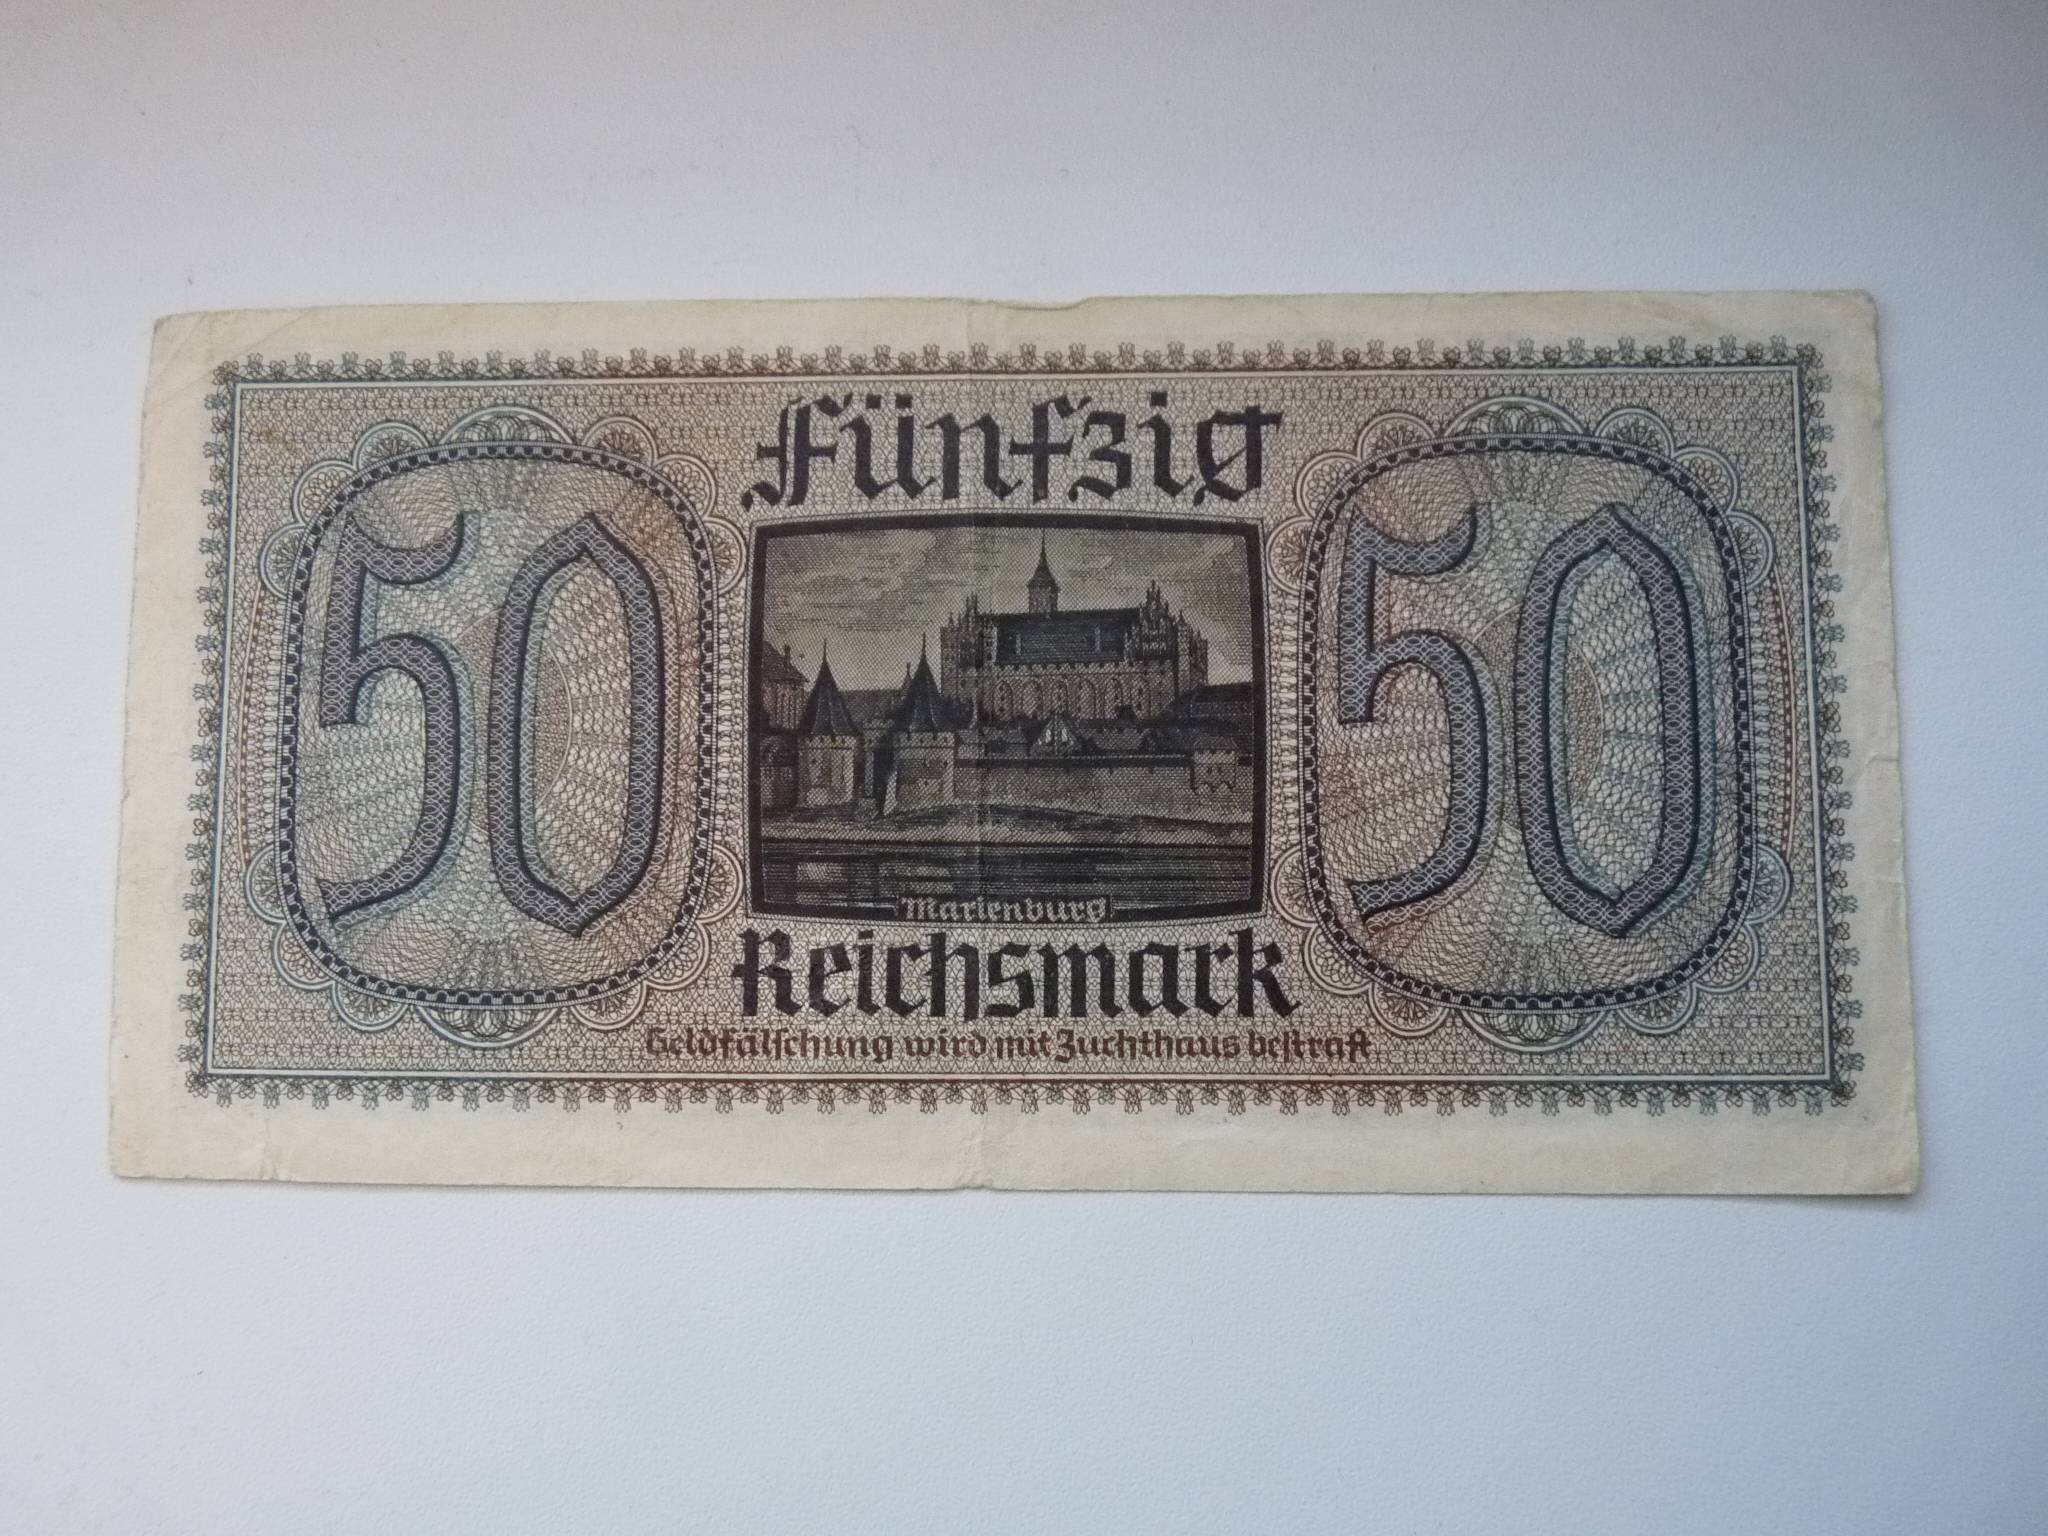 Fünfzig
50
50
Marienburg
Reichsmark
Geldfälschung wird mit Zuchthaus bestraft